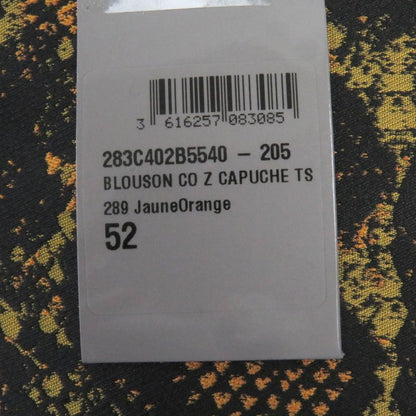 3 616257 083085
283C402B5540 – 205
BLOUSON CO Z CAPUCHE TS
289 JauneOrange
52